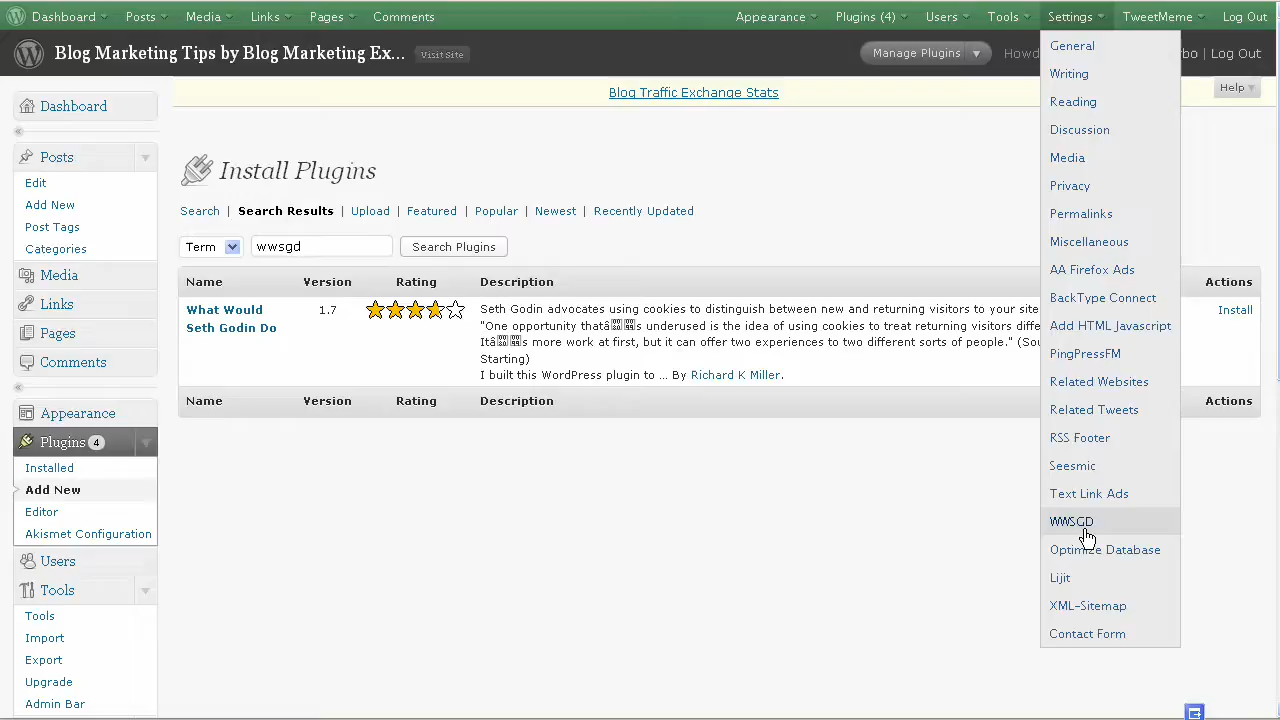 Dashboard Posts Media Links Pages Comments Appearance Plugins (4) Users Tools Settings TweetMeme Log Out
Blog Marketing Tips by Blog Marketing Ex... Visit Site Manage Plugins Howd bo | Log Out
Blog Traffic Exchange Stats Help
Dashboard
Posts
Edit
Add New
Post Tags
Categories
Media
Links
Pages
Comments
Appearance
Plugins 4
Installed
Add New
Editor
Akismet Configuration
Users
Tools
Tools
Import
Export
Upgrade
Admin Bar
Install Plugins
Search | Search Results | Upload | Featured | Popular | Newest | Recently Updated
Term wwsgd Search Plugins
Name Version Rating Description Actions
What Would Seth Godin Do 1.7 Install
Seth Godin advocates using cookies to distinguish between new and returning visitors to your site
"One opportunity thatâ s underused is the idea of using cookies to treat returning visitors diffe
Itâ s more work at first, but it can offer two experiences to two different sorts of people." (Sou
Starting)
I built this WordPress plugin to ... By Richard K Miller.
Name Version Rating Description Actions
General
Writing
Reading
Discussion
Media
Privacy
Permalinks
Miscellaneous
AA Firefox Ads
BackType Connect
Add HTML Javascript
PingPressFM
Related Websites
Related Tweets
RSS Footer
Seesmic
Text Link Ads
WWSGD
Optimize Database
Lijit
XML-Sitemap
Contact Form